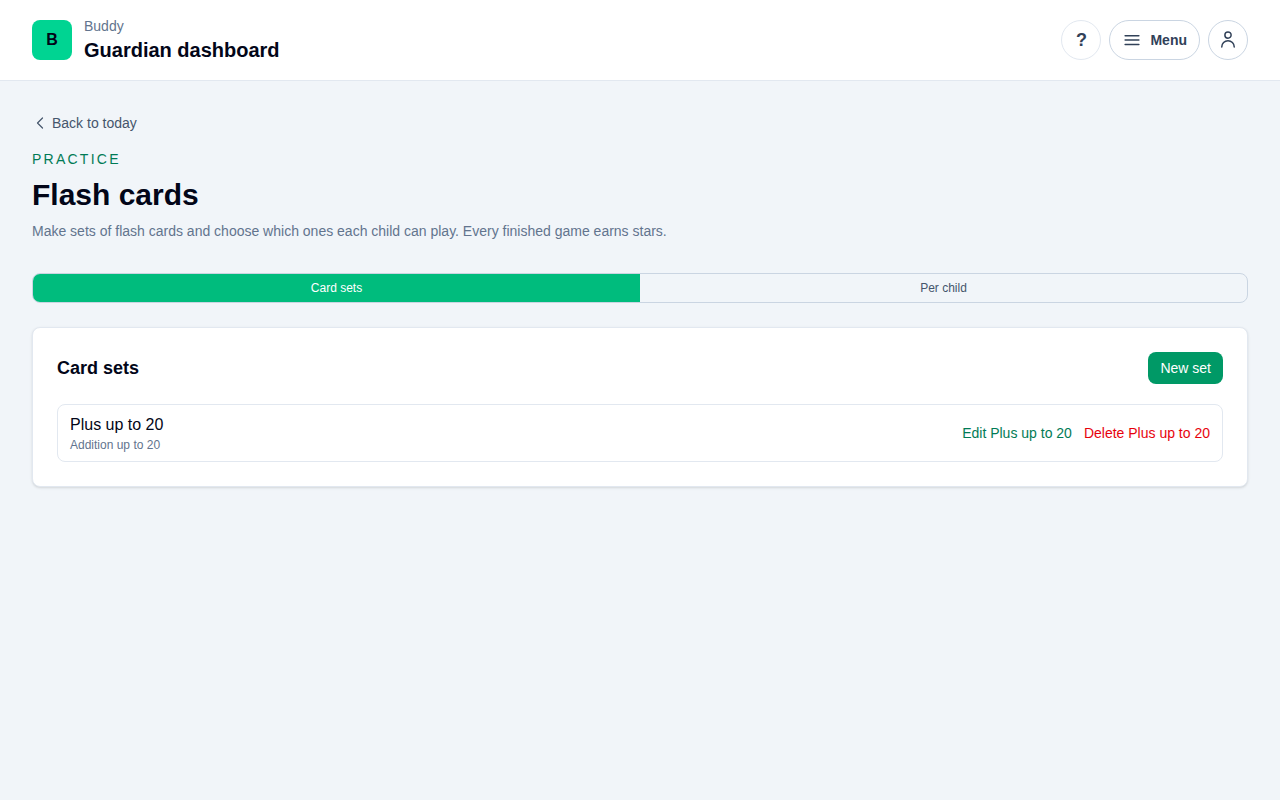 B
Buddy
Guardian dashboard
?
Menu
Back to today
PRACTICE
Flash cards
Make sets of flash cards and choose which ones each child can play. Every finished game earns stars.
Card sets
Per child
Card sets
New set
Plus up to 20
Addition up to 20
Edit Plus up to 20
Delete Plus up to 20